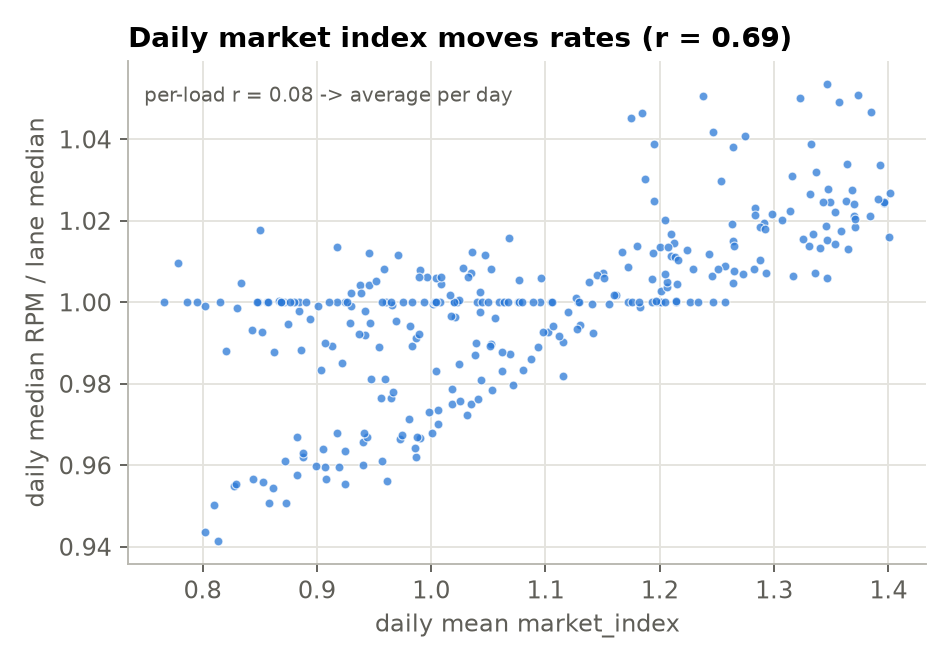 Daily market index moves rates (r = 0.69)
per-load r = 0.08 -> average per day
daily median RPM / lane median
1.04
1.02
1.00
0.98
0.96
0.94
0.8 0.9 1.0 1.1 1.2 1.3 1.4
daily mean market_index